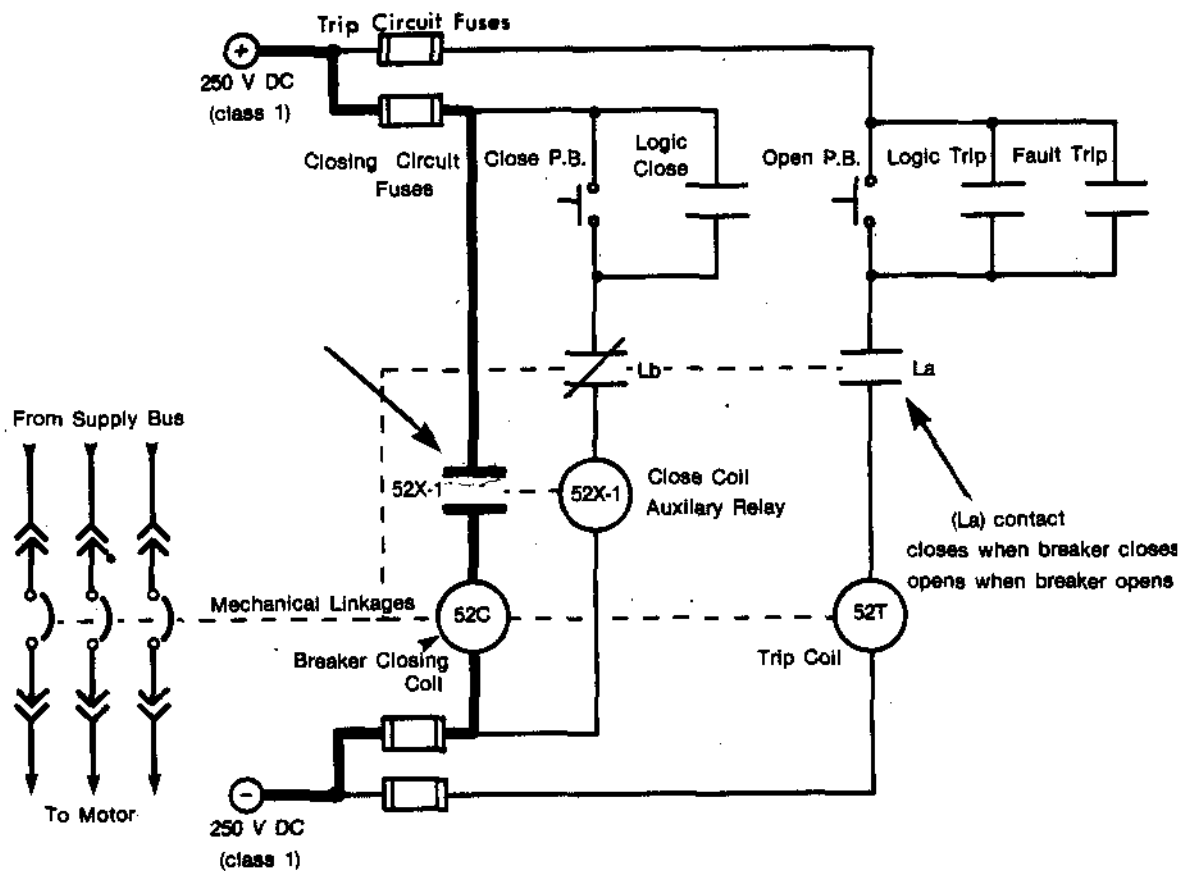 Trip Circuit Fuses
+
250 V DC
(class 1)
Closing Circuit
Fuses
Close P.B.
Logic
Close
Open P.B.
Logic Trip
Fault Trip
Lb
La
From Supply Bus
52X-1
52X-1
Close Coil
Auxilary Relay
(La) contact
closes when breaker closes
opens when breaker opens
Mechanical Linkages
52C
52T
Breaker Closing
Coil
Trip Coil
To Motor
−
250 V DC
(class 1)